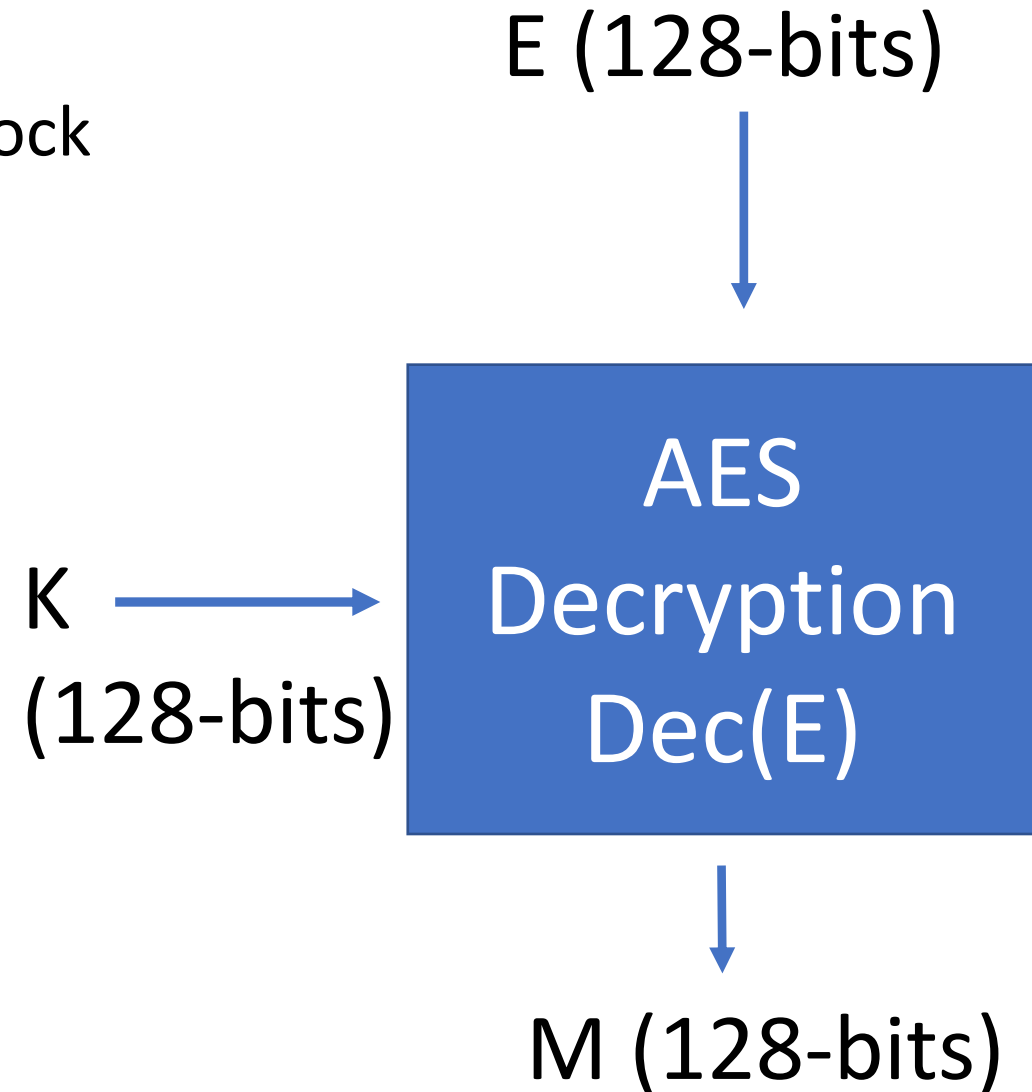 E (128-bits)
ock
AES
Decryption
Dec(E)
K
(128-bits)
M (128-bits)